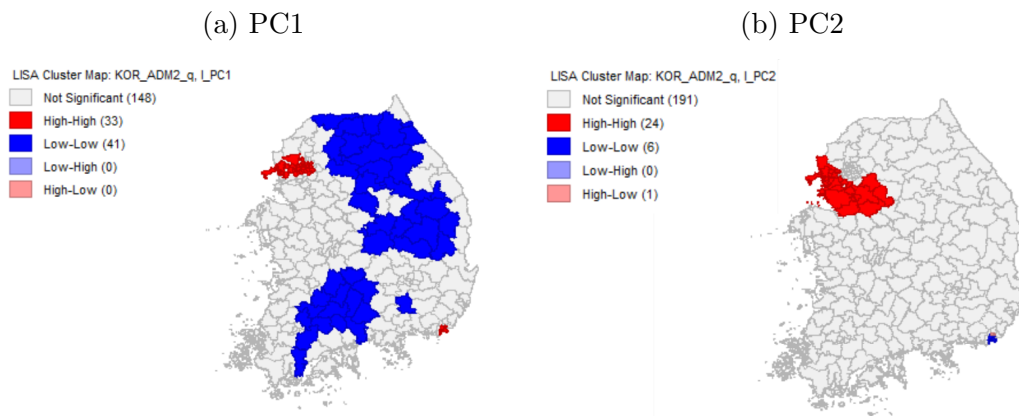 (a) PC1
LISA Cluster Map: KOR_ADM2_q, I_PC1
Not Significant (148)
High-High (33)
Low-Low (41)
Low-High (0)
High-Low (0)
(b) PC2
LISA Cluster Map: KOR_ADM2_q, I_PC2
Not Significant (191)
High-High (24)
Low-Low (6)
Low-High (0)
High-Low (1)